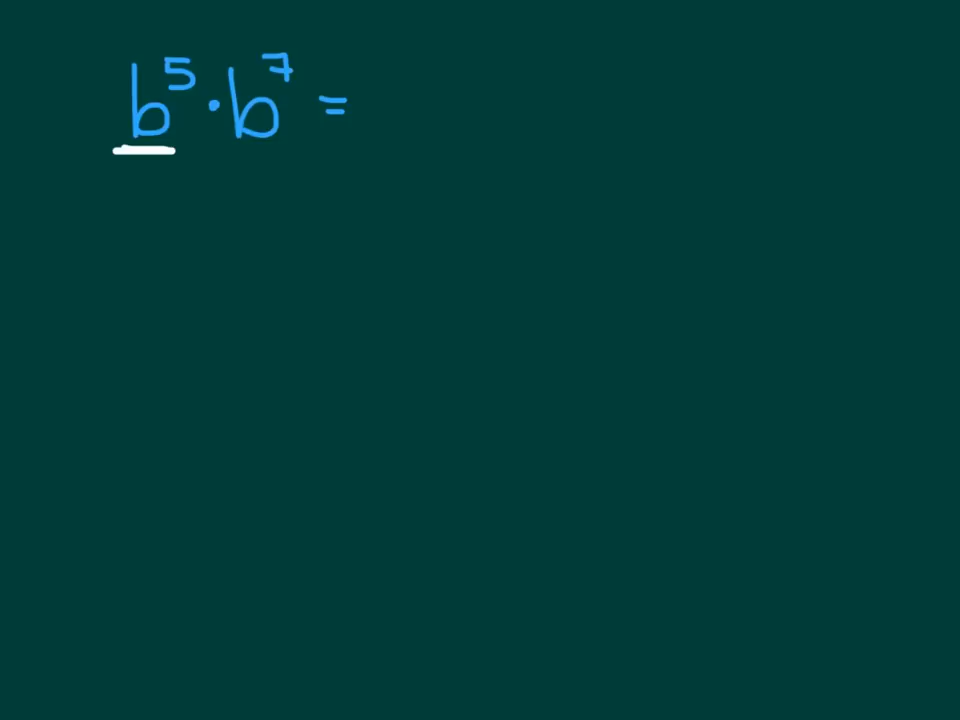 b⁵ · b⁷ =